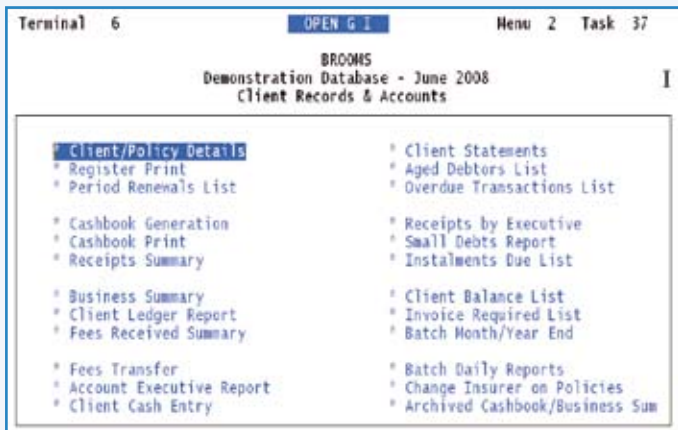 Terminal 6 OPEN G I Menu 2 Task 37
BROOMS
Demonstration Database - June 2008
Client Records & Accounts
* Client/Policy Details
* Register Print
* Period Renewals List
* Cashbook Generation
* Cashbook Print
* Receipts Summary
* Business Summary
* Client Ledger Report
* Fees Received Summary
* Fees Transfer
* Account Executive Report
* Client Cash Entry
* Client Statements
* Aged Debtors List
* Overdue Transactions List
* Receipts by Executive
* Small Debts Report
* Instalments Due List
* Client Balance List
* Invoice Required List
* Batch Month/Year End
* Batch Daily Reports
* Change Insurer on Policies
* Archived Cashbook/Business Sum